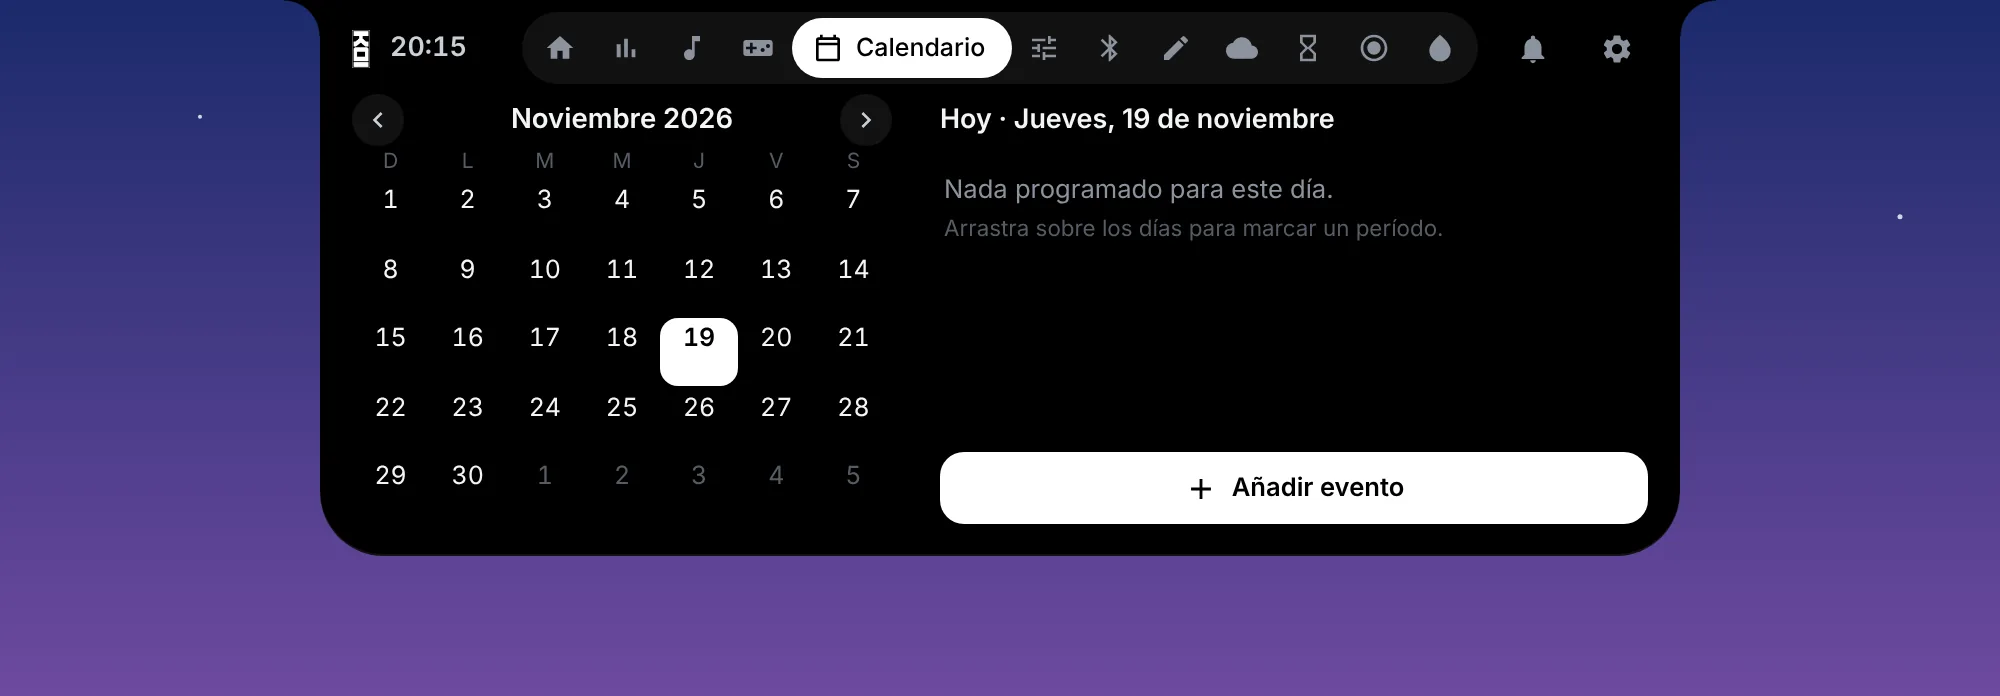 20:15
Calendario
Noviembre 2026
D L M M J V S
1 2 3 4 5 6 7
8 9 10 11 12 13 14
15 16 17 18 19 20 21
22 23 24 25 26 27 28
29 30 1 2 3 4 5
Hoy · Jueves, 19 de noviembre
Nada programado para este día.
Arrastra sobre los días para marcar un período.
+ Añadir evento